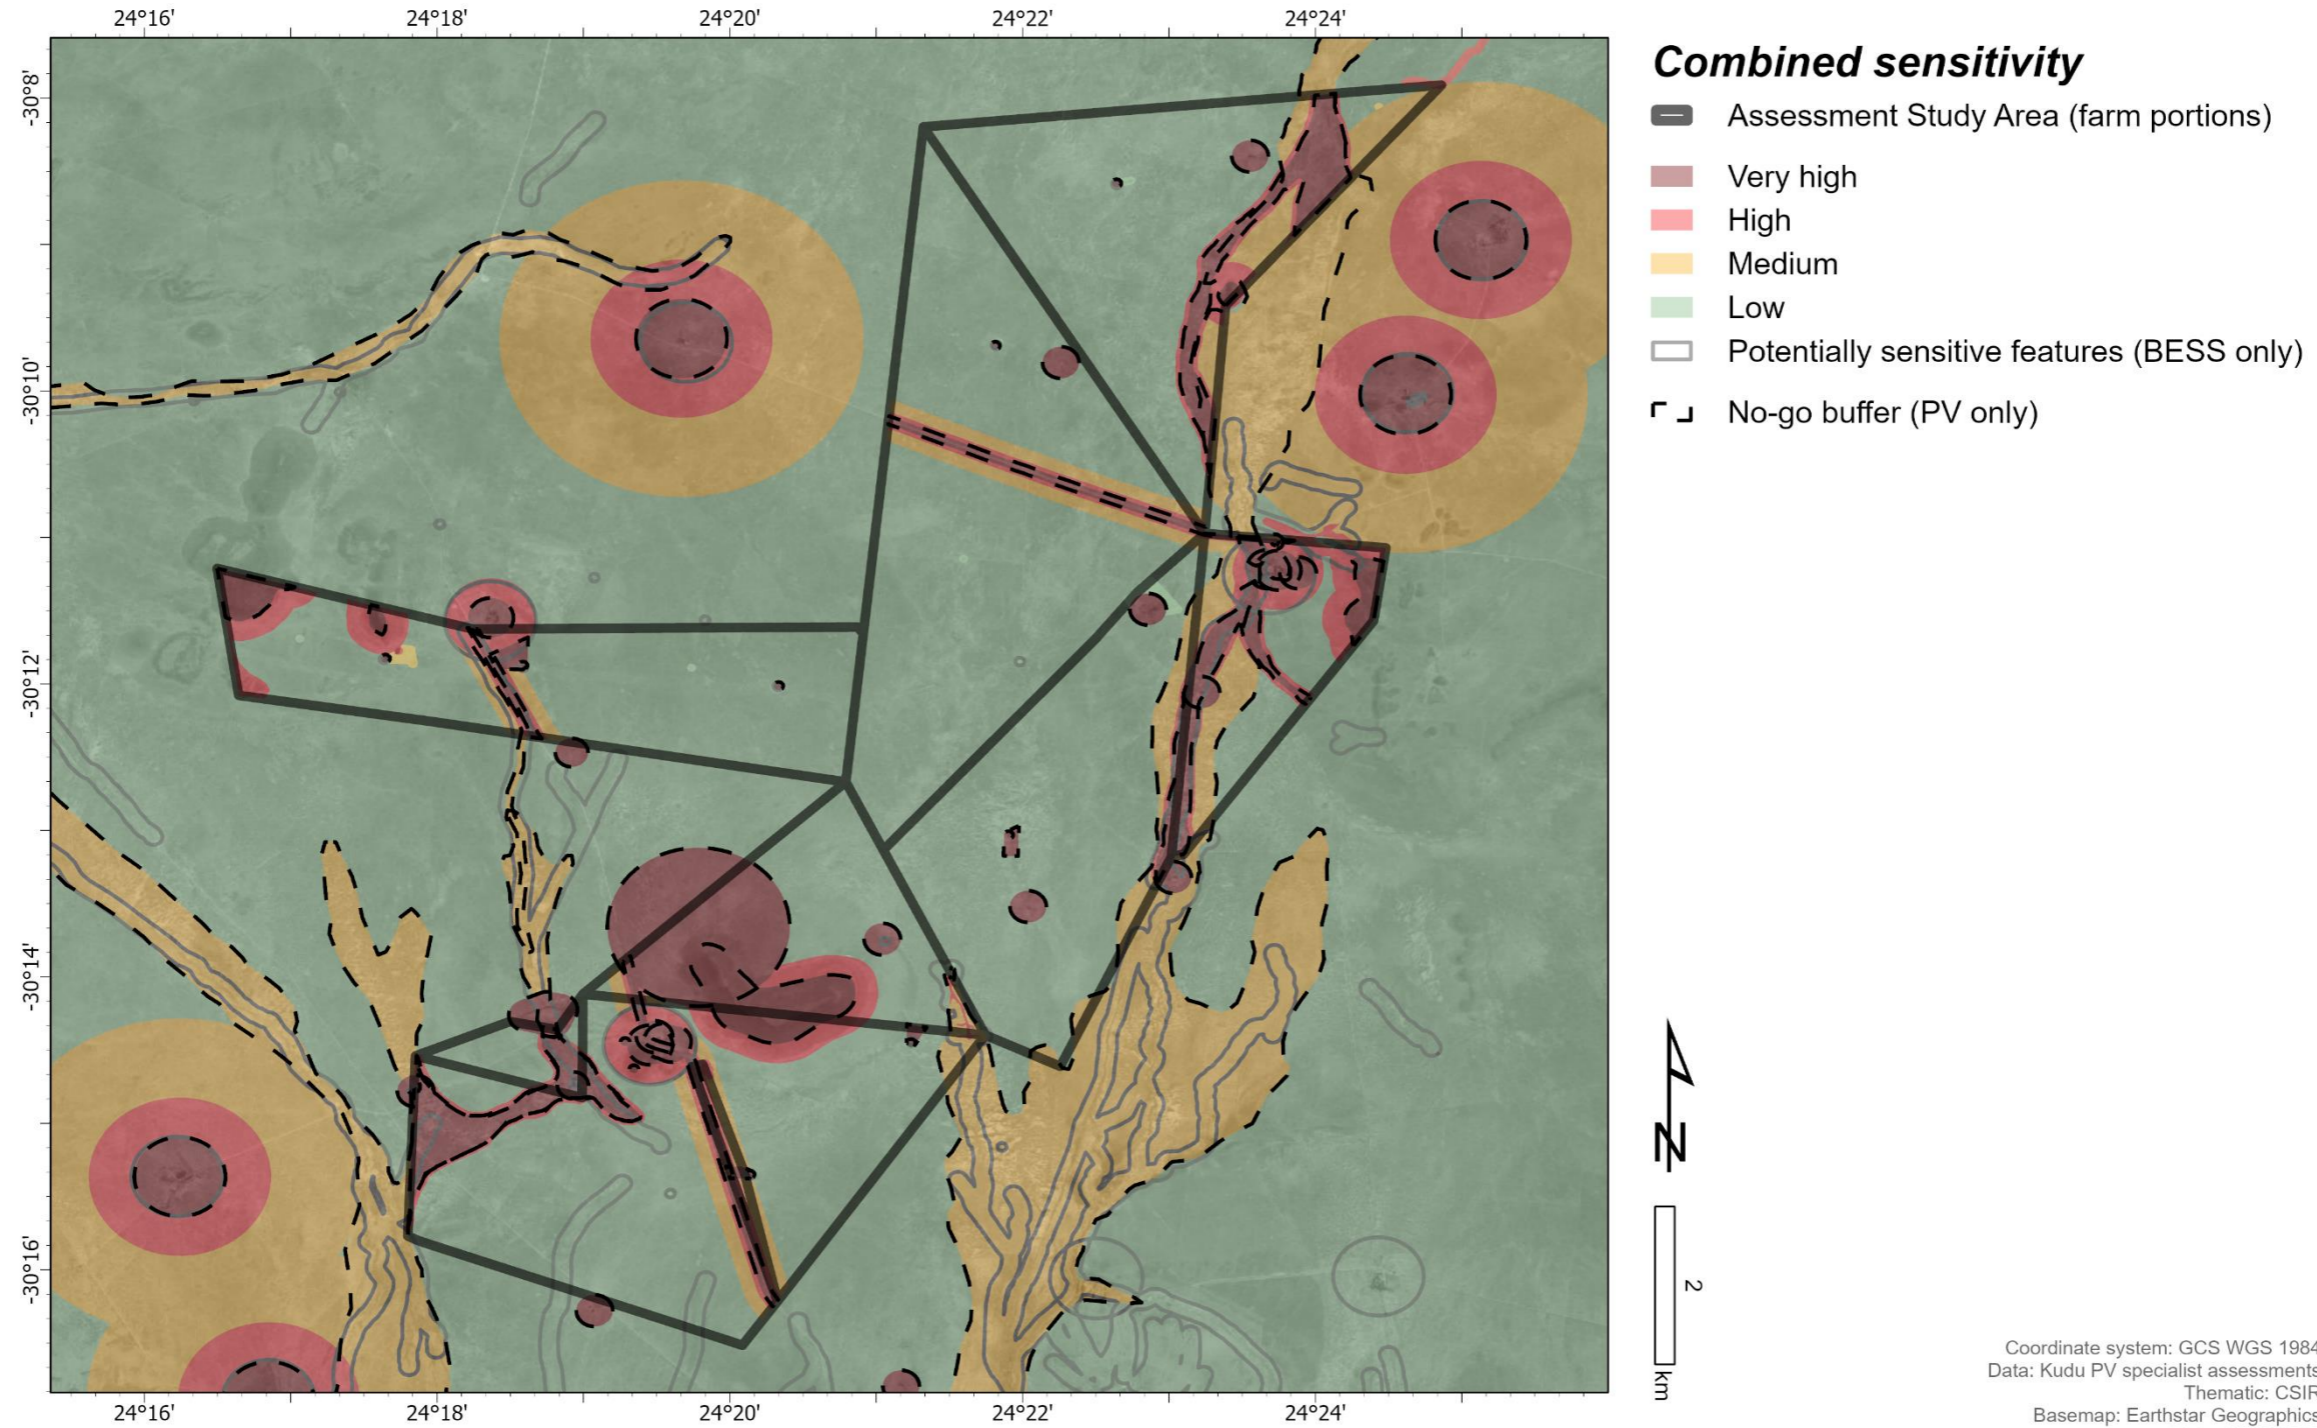 24°16' 24°18' 24°20' 24°22' 24°24'
-30°8'
-30°10'
-30°12'
-30°14'
-30°16'
24°16' 24°18' 24°20' 24°22' 24°24'
Combined sensitivity
Assessment Study Area (farm portions)
Very high
High
Medium
Low
Potentially sensitive features (BESS only)
No-go buffer (PV only)
N
2
km
Coordinate system: GCS WGS 1984
Data: Kudu PV specialist assessments
Thematic: CSIR
Basemap: Earthstar Geographics